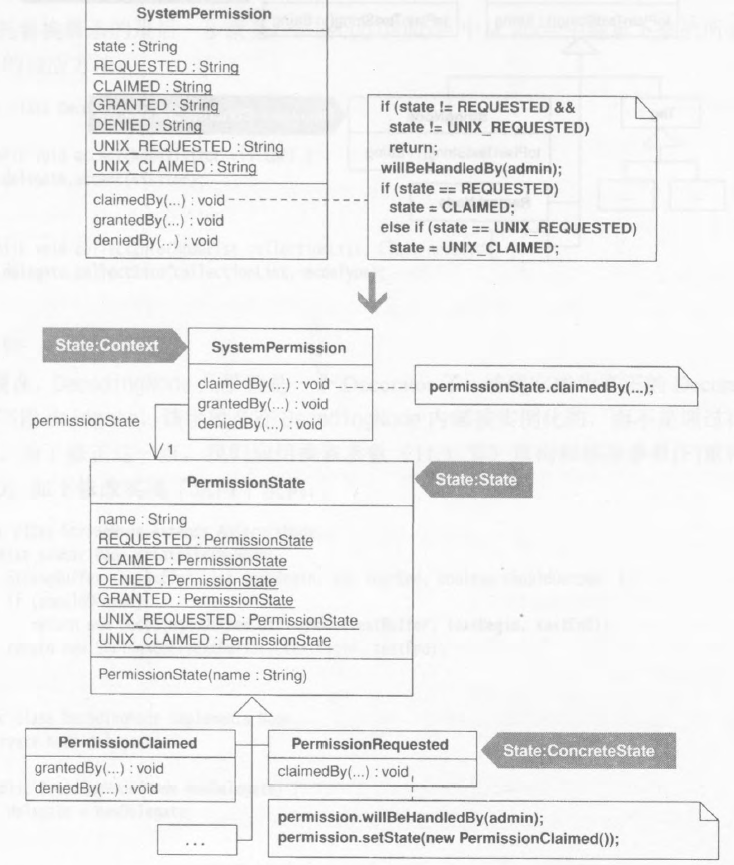 SystemPermission
state : String
REQUESTED : String
CLAIMED : String
GRANTED : String
DENIED : String
UNIX_REQUESTED : String
UNIX_CLAIMED : String
claimedBy(...) : void
grantedBy(...) : void
deniedBy(...) : void
if (state != REQUESTED &&
state != UNIX_REQUESTED)
return;
willBeHandledBy(admin);
if (state == REQUESTED)
state = CLAIMED;
else if (state == UNIX_REQUESTED)
state = UNIX_CLAIMED;
State:Context
SystemPermission
claimedBy(...) : void
grantedBy(...) : void
deniedBy(...) : void
permissionState.claimedBy(...);
permissionState
1
PermissionState
State:State
name : String
REQUESTED : PermissionState
CLAIMED : PermissionState
DENIED : PermissionState
GRANTED : PermissionState
UNIX_REQUESTED : PermissionState
UNIX_CLAIMED : PermissionState
PermissionState(name : String)
PermissionClaimed
grantedBy(...) : void
deniedBy(...) : void
PermissionRequested
claimedBy(...) : void
State:ConcreteState
...
permission.willBeHandledBy(admin);
permission.setState(new PermissionClaimed());